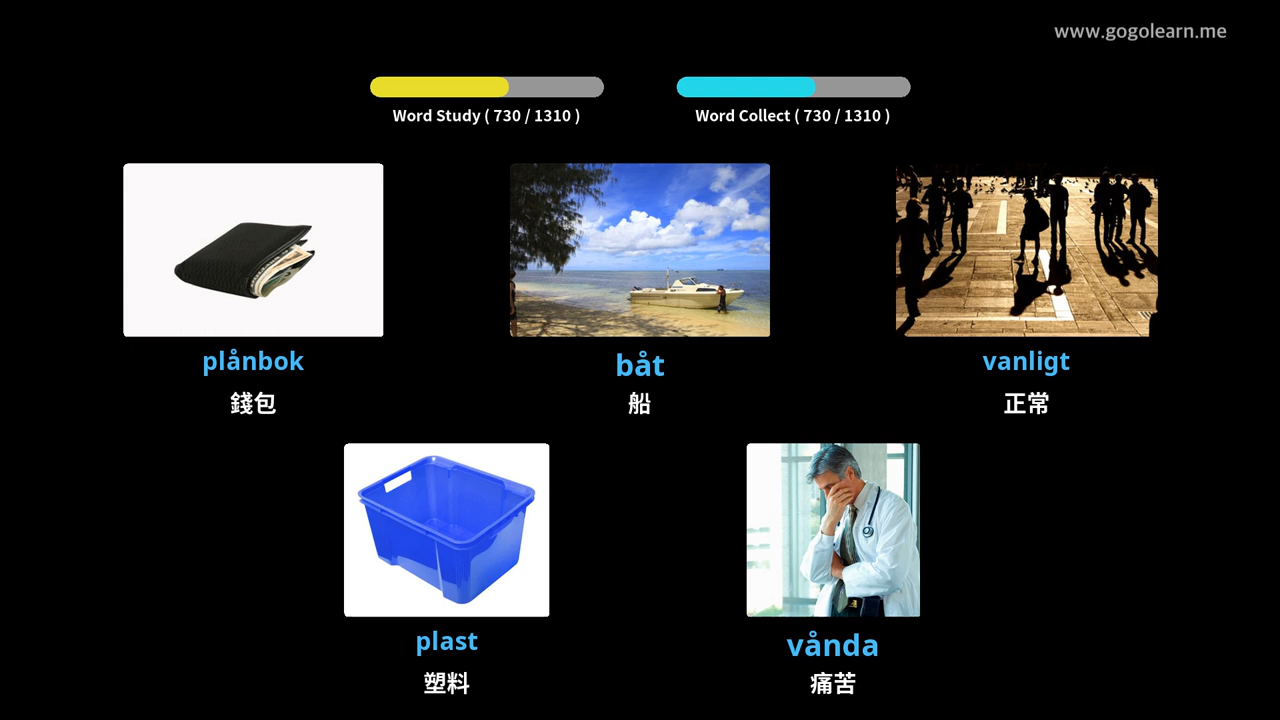 www.gogolearn.me
Word Study ( 730 / 1310 )
Word Collect ( 730 / 1310 )
plånbok
錢包
båt
船
vanligt
正常
plast
塑料
vånda
痛苦